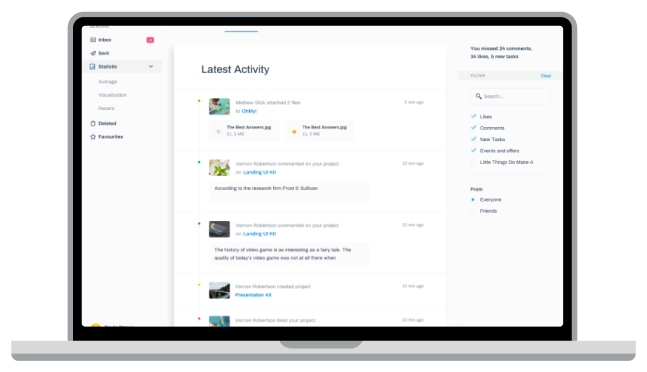 Inbox
Sent
Statistic
Average
Visualisation
Recent
Deleted
Favourites
Latest Activity
Mathew Glick attached 2 files
5 min ago
to Ohkly!
The Best Answers.jpg
21, 5 MB
The Best Answers.jpg
21, 5 MB
Vernon Robertson commented on your project
10 min ago
on Landing UI Kit
According to the research firm Frost & Sullivan
Vernon Robertson commented on your project
10 min ago
on Landing UI Kit
The history of video game is as interesting as a fairy tale. The
quality of today's video game was not at all there when
Vernon Robertson created project
10 min ago
Presentation Kit
Vernon Robertson liked your project
10 min ago
You missed 24 comments,
34 likes, 5 new tasks
FILTER
Clear
Search...
Likes
Comments
New Tasks
Events and offers
Little Things Do Make A
From
Everyone
Friends